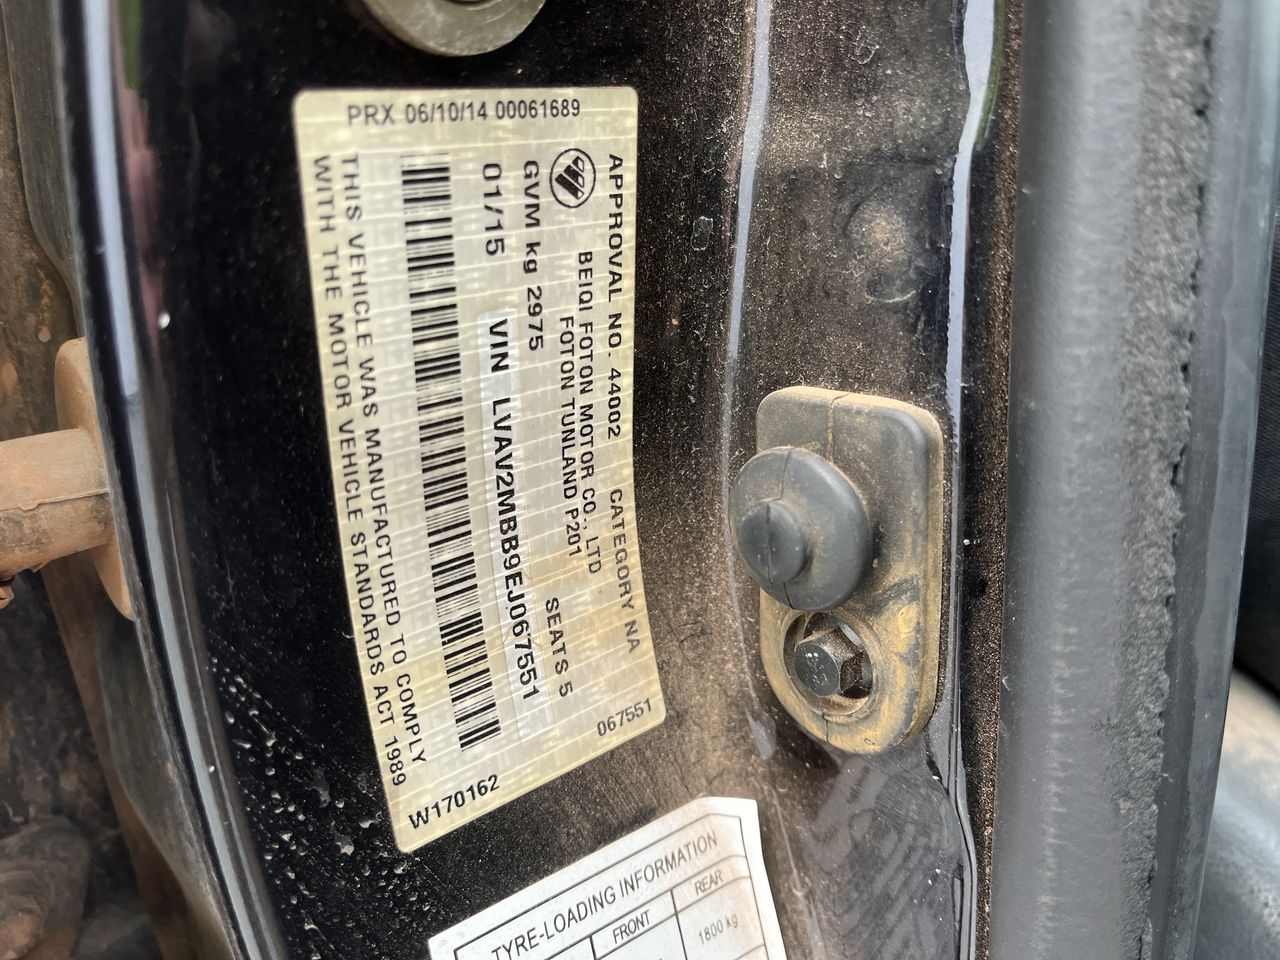 PRX 06/10/14 00061689
APPROVAL NO. 44002 CATEGORY NA
BEIQI FOTON MOTOR CO., LTD
FOTON TUNLAND P201
GVM kg 2975 SEATS 5
01/15 VIN LVAV2MBB9EJ067551
THIS VEHICLE WAS MANUFACTURED TO COMPLY
WITH THE MOTOR VEHICLE STANDARDS ACT 1989
067551
W170162
TYRE-LOADING INFORMATION
FRONT REAR
1800 kg